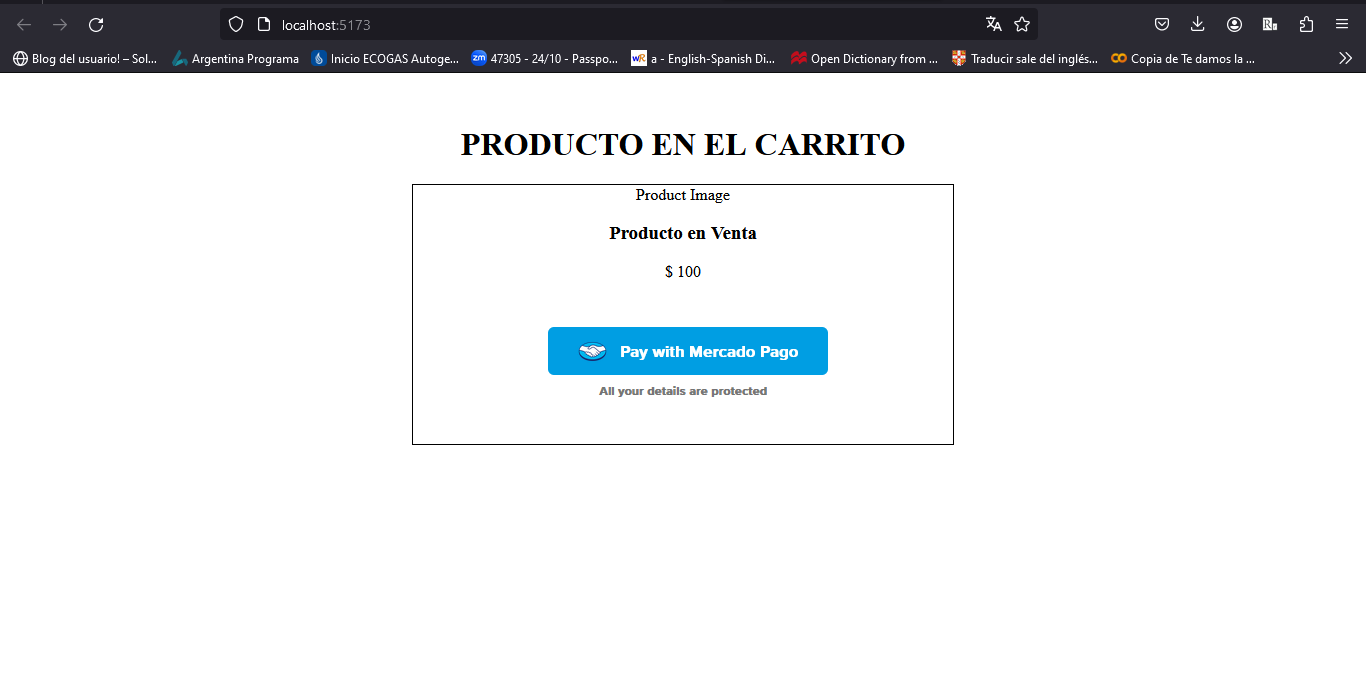 localhost:5173
Blog del usuario! – Sol... Argentina Programa Inicio ECOGAS Autoge... zm 47305 - 24/10 - Passpo... WR a - English-Spanish Di... Open Dictionary from ... Traducir sale del inglés... Copia de Te damos la ...
PRODUCTO EN EL CARRITO
Product Image
Producto en Venta
$ 100
Pay with Mercado Pago
All your details are protected